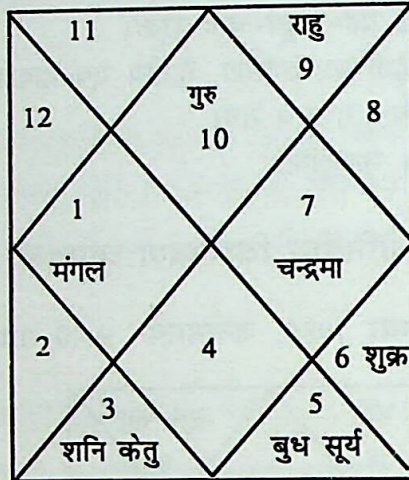 11 राहु
9
गुरु
12 8
10
1 7
मंगल चन्द्रमा
2 4 6 शुक्र
3 5
शनि केतु बुध सूर्य